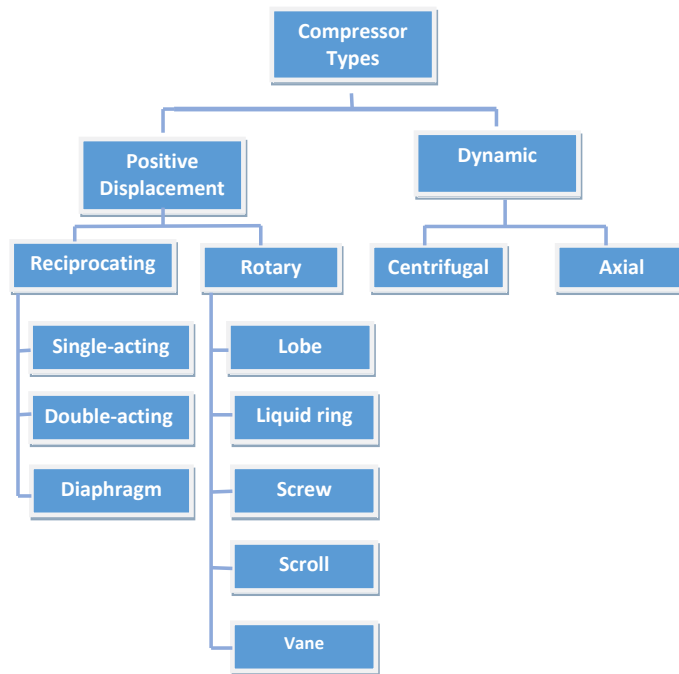 Compressor
Types
Positive
Displacement
Dynamic
Reciprocating
Rotary
Centrifugal
Axial
Single-acting
Double-acting
Diaphragm
Lobe
Liquid ring
Screw
Scroll
Vane